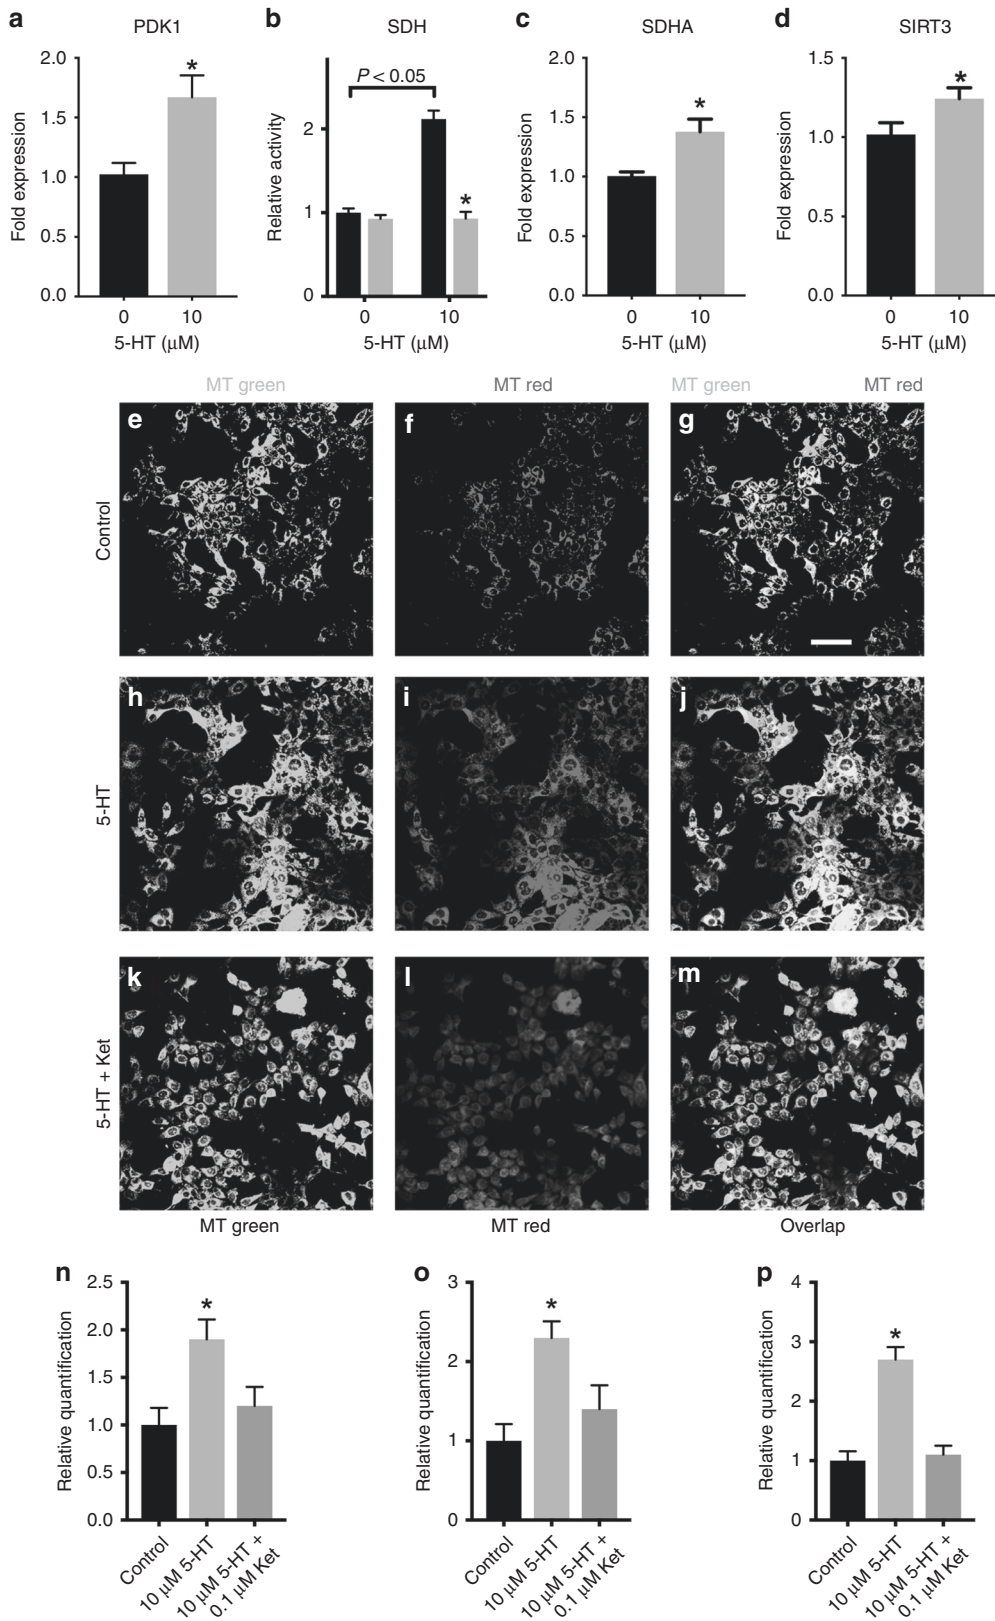 a PDK1
2.0
1.5
1.0
0.5
0.0
Fold expression
*
0 10
5-HT (μM)
b SDH
2
1
0
Relative activity
P < 0.05
*
0 10
5-HT (μM)
c SDHA
2.0
1.5
1.0
0.5
0.0
Fold expression
*
0 10
5-HT (μM)
d SIRT3
1.5
1.0
0.5
0.0
Fold expression
*
0 10
5-HT (μM)
MT green MT red MT green MT red
Control
e f g
5-HT
h i j
5-HT + Ket
k l m
MT green MT red Overlap
n
2.5
2.0
1.5
1.0
0.5
0.0
Relative quantification
*
Control
10 μM 5-HT
10 μM 5-HT +
0.1 μM Ket
o
3
2
1
0
Relative quantification
*
Control
10 μM 5-HT
10 μM 5-HT +
0.1 μM Ket
p
4
3
2
1
0
Relative quantification
*
Control
10 μM 5-HT
10 μM 5-HT +
0.1 μM Ket